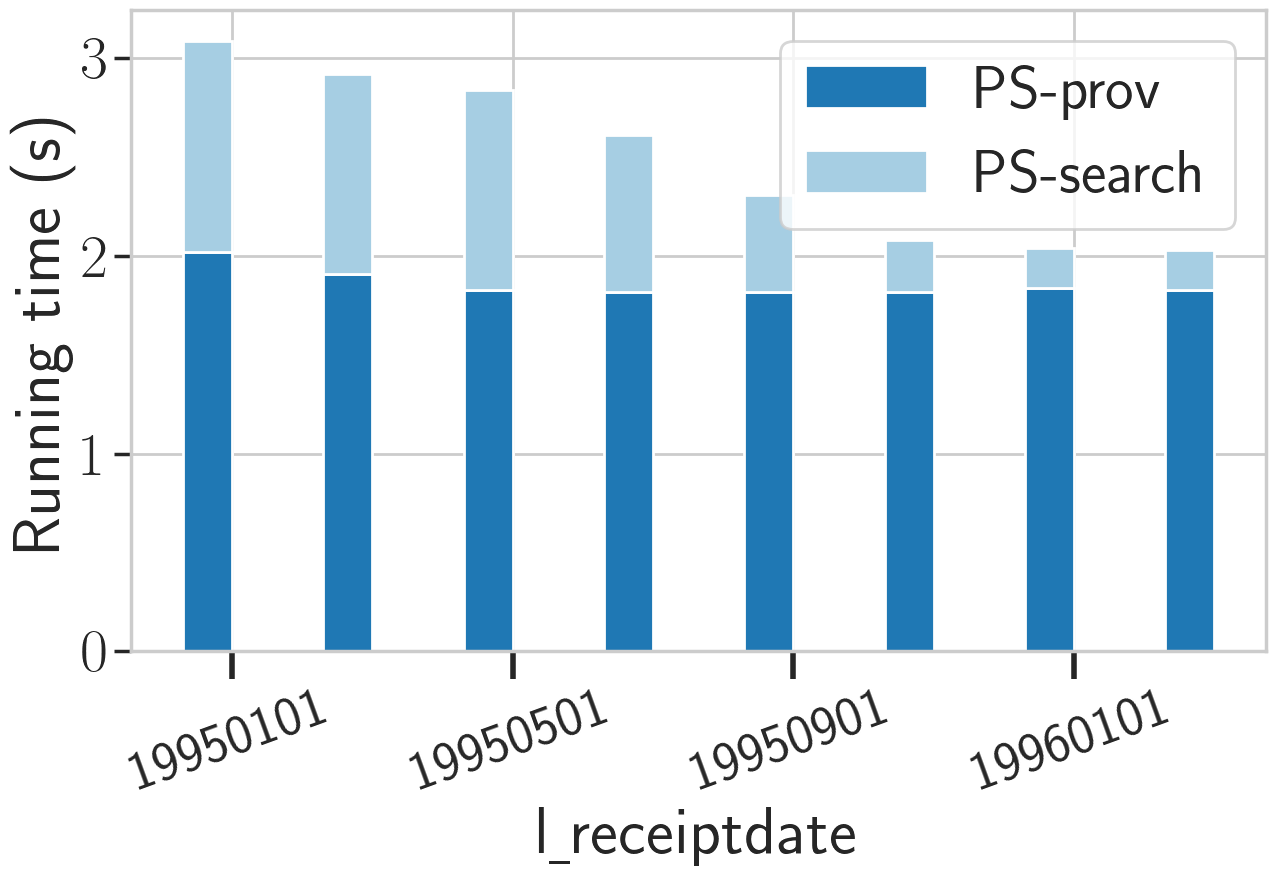 Running time (s)
3
2
1
0
PS-prov
PS-search
19950101
19950501
19950901
19960101
l_receiptdate